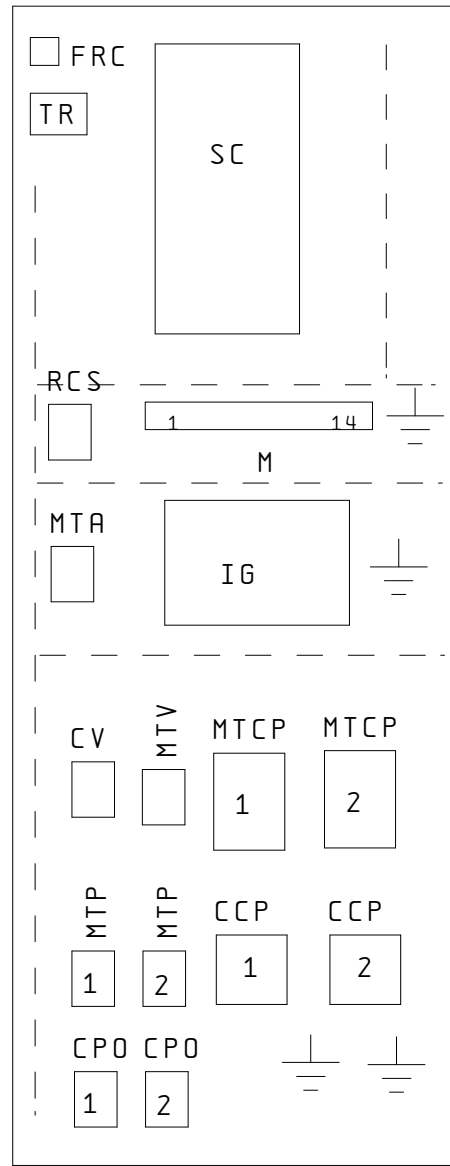 FRC
TR
SC
RCS
1 14
M
MTA
IG
CV MTV MTCP MTCP
1 2
MTP MTP CCP CCP
1 2 1 2
CPO CPO
1 2